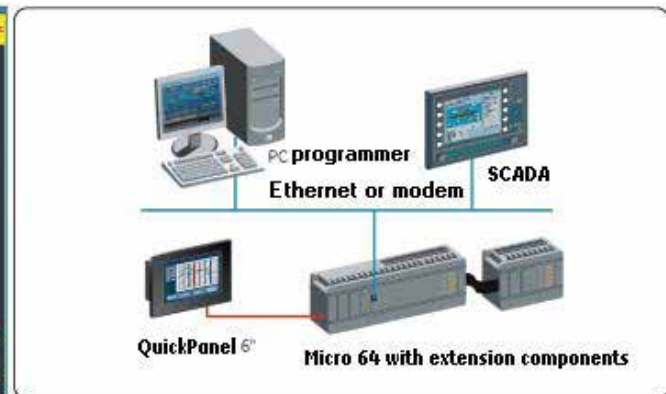 PC programmer
SCADA
Ethernet or modem
QuickPanel 6"
Micro 64 with extension components